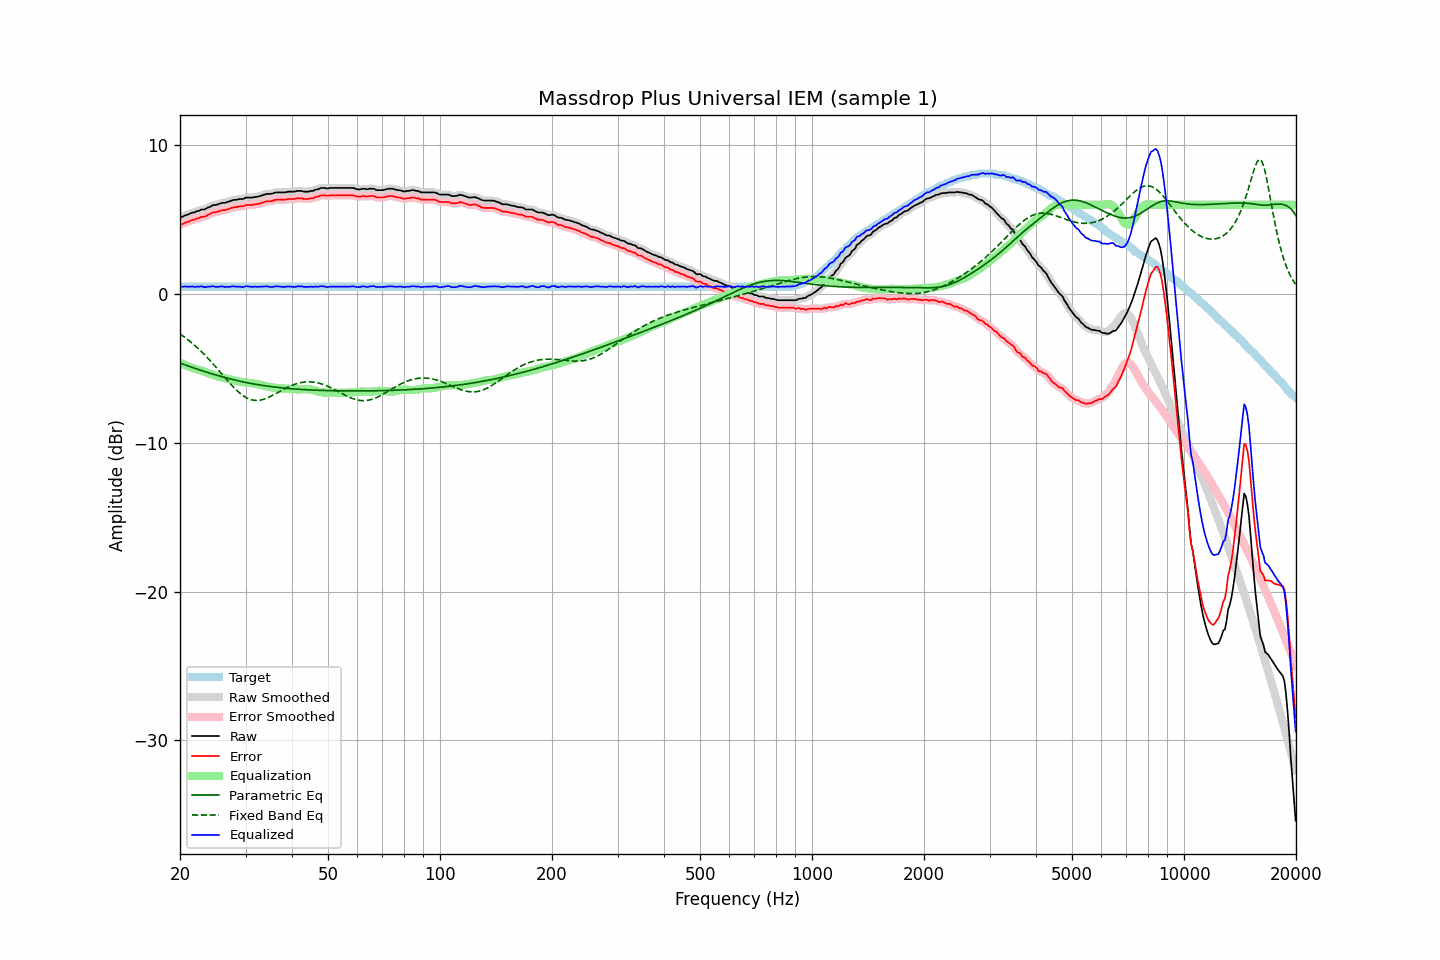 Massdrop Plus Universal IEM (sample 1)
10
0
−10
−20
−30
Amplitude (dBr)
Target
Raw Smoothed
Error Smoothed
Raw
Error
Equalization
Parametric Eq
Fixed Band Eq
Equalized
20 50 100 200 500 1000 2000 5000 10000 20000
Frequency (Hz)